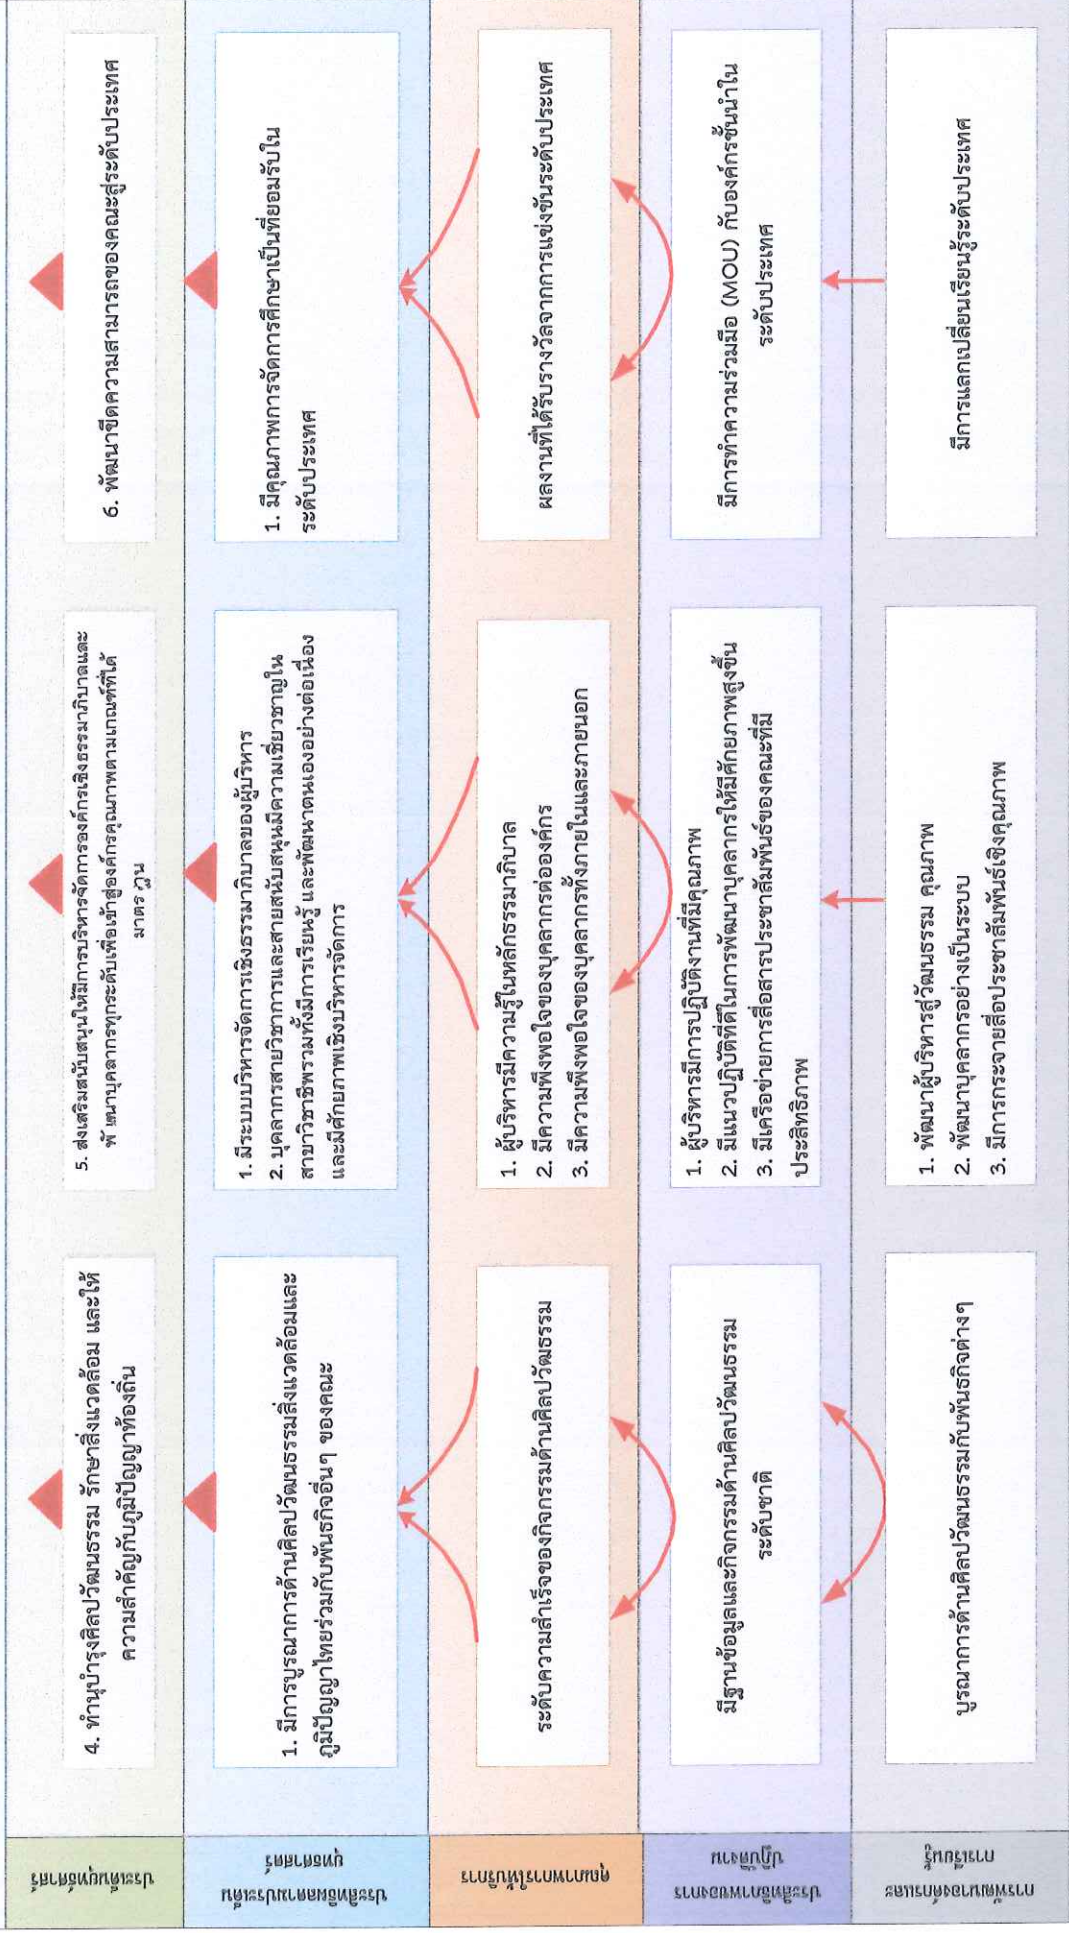 ประเด็นยุทธ์ศาสตร์
4. ทำนุบำรุงศิลปวัฒนธรรม รักษาสิ่งแวดล้อม และให้
ความสำคัญกับภูมิปัญญาท้องถิ่น
5. ส่งเสริมสนับสนุนให้มีการบริหารจัดการองค์กรเชิงธรรมาภิบาลและ
พัฒนาบุคลากรทุกระดับเพื่อเข้าสู่องค์กรคุณภาพตามเกณฑ์ที่ได้
มาตรฐาน
6. พัฒนาขีดความสามารถของคณะสู่ระดับประเทศ
ประสิทธิผลตามประเด็น
ยุทธศาสตร์
1. มีการบูรณาการด้านศิลปวัฒนธรรมสิ่งแวดล้อมและ
ภูมิปัญญาไทยร่วมกับพันธกิจอื่นๆ ของคณะ
1. มีระบบบริหารจัดการเชิงธรรมาภิบาลของผู้บริหาร
2. บุคลากรสายวิชาการและสายสนับสนุนมีความเชี่ยวชาญใน
สาขาวิชาชีพรวมทั้งมีการเรียนรู้ และพัฒนาตนเองอย่างต่อเนื่อง
และมีศักยภาพเชิงบริหารจัดการ
1. มีคุณภาพการจัดการศึกษาเป็นที่ยอมรับใน
ระดับประเทศ
คุณภาพการให้บริการ
ระดับความสำเร็จของกิจกรรมด้านศิลปวัฒธรรม
1. ผู้บริหารมีความรู้ในหลักธรรมาภิบาล
2. มีความพึงพอใจของบุคลากรต่อองค์กร
3. มีความพึงพอใจของบุคลากรทั้งภายในและภายนอก
ผลงานที่ได้รับรางวัลจากการแข่งขันระดับประเทศ
ประสิทธิภาพของการ
ปฏิบัติงาน
มีฐานข้อมูลและกิจกรรมด้านศิลปวัฒนธรรม
ระดับชาติ
1. ผู้บริหารมีการปฏิบัติงานที่มีคุณภาพ
2. มีแนวปฏิบัติที่ดีในการพัฒนาบุคลากรให้มีศักยภาพสูงขึ้น
3. มีเครือข่ายการสื่อสารประชาสัมพันธ์ของคณะที่มี
ประสิทธิภาพ
มีการทำความร่วมมือ (MOU) กับองค์กรชั้นนำใน
ระดับประเทศ
การพัฒนาองค์กรและ
การเรียนรู้
บูรณาการด้านศิลปวัฒนธรรมกับพันธกิจต่างๆ
1. พัฒนาผู้บริหารสู่วัฒนธรรม คุณภาพ
2. พัฒนาบุคลากรอย่างเป็นระบบ
3. มีการกระจายสื่อประชาสัมพันธ์เชิงคุณภาพ
มีการแลกเปลี่ยนเรียนรู้ระดับประเทศ